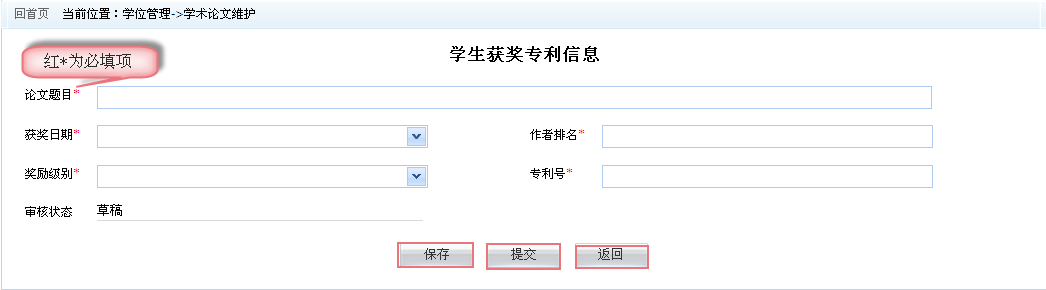 回首页 当前位置：学位管理->学术论文维护
红*为必填项
学生获奖专利信息
论文题目*
获奖日期* 作者排名*
奖励级别* 专利号*
审核状态 草稿
保存 提交 返回